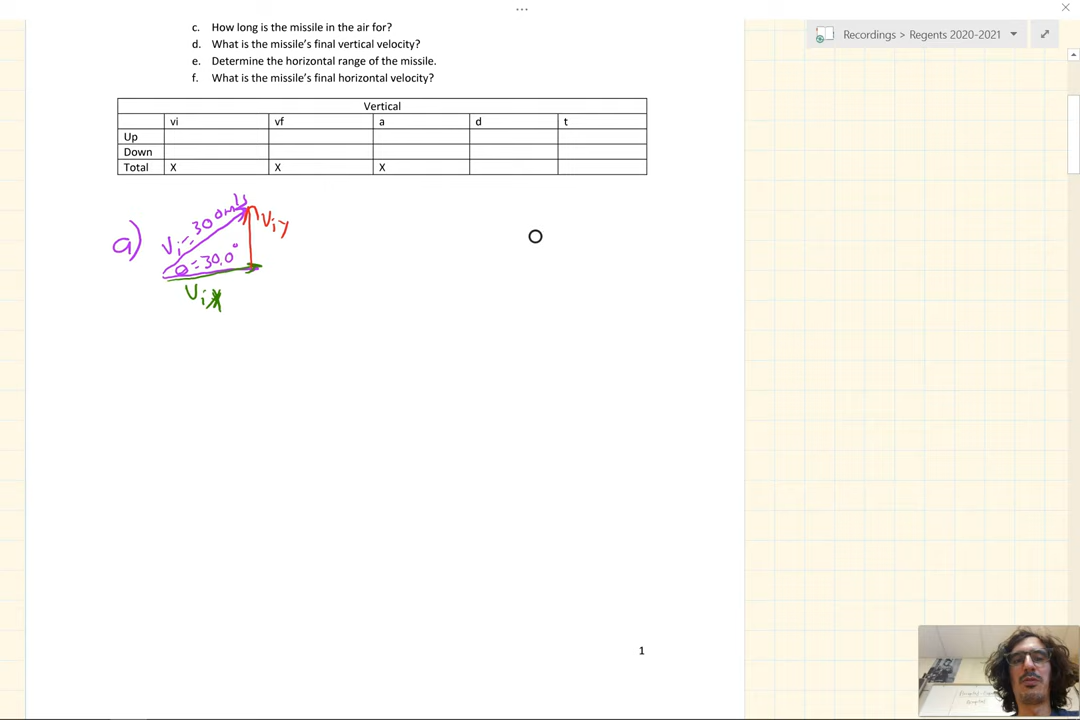 Recordings > Regents 2020-2021
c. How long is the missile in the air for?
d. What is the missile's final vertical velocity?
e. Determine the horizontal range of the missile.
f. What is the missile's final horizontal velocity?
Vertical
vi vf a d t
Up
Down
Total X X X
a)
Vi = 300 m/s
Viy
θ = 30.0°
Vix
1